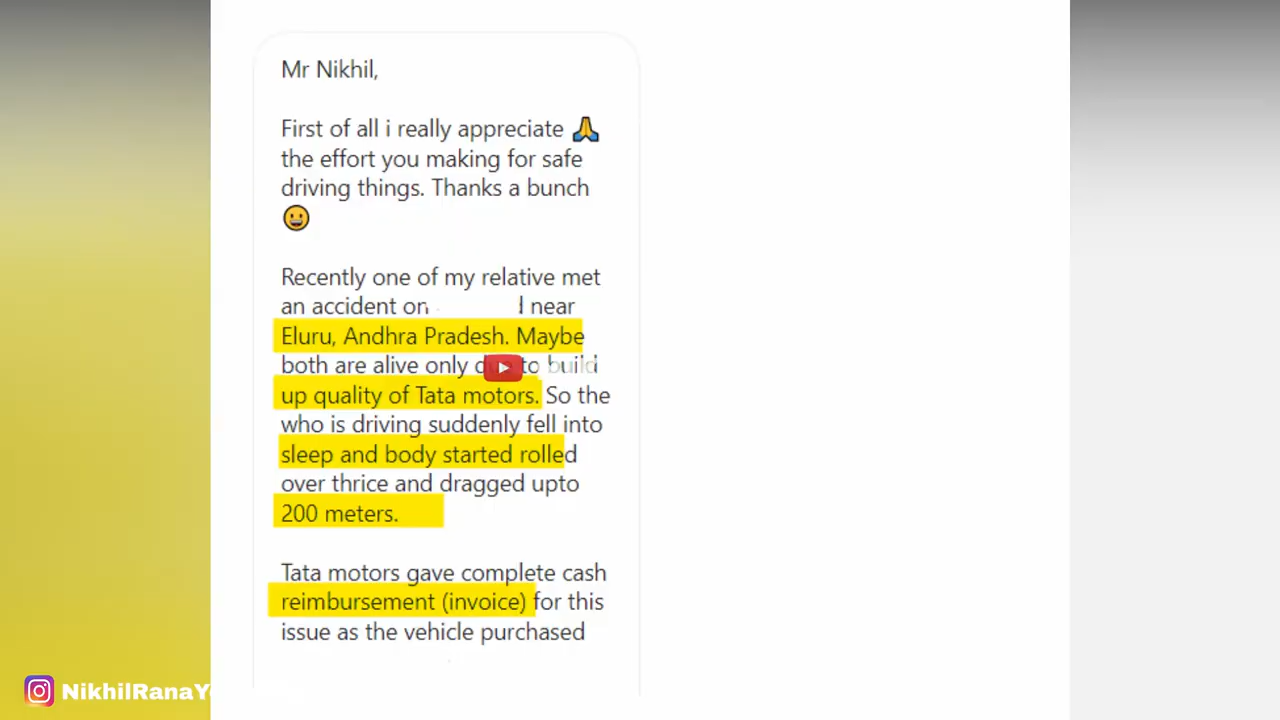 Mr Nikhil,
First of all i really appreciate 🙏
the effort you making for safe
driving things. Thanks a bunch
😀
Recently one of my relative met
an accident on near
Eluru, Andhra Pradesh. Maybe
both are alive only to build
up quality of Tata motors. So the
who is driving suddenly fell into
sleep and body started rolled
over thrice and dragged upto
200 meters.
Tata motors gave complete cash
reimbursement (invoice) for this
issue as the vehicle purchased